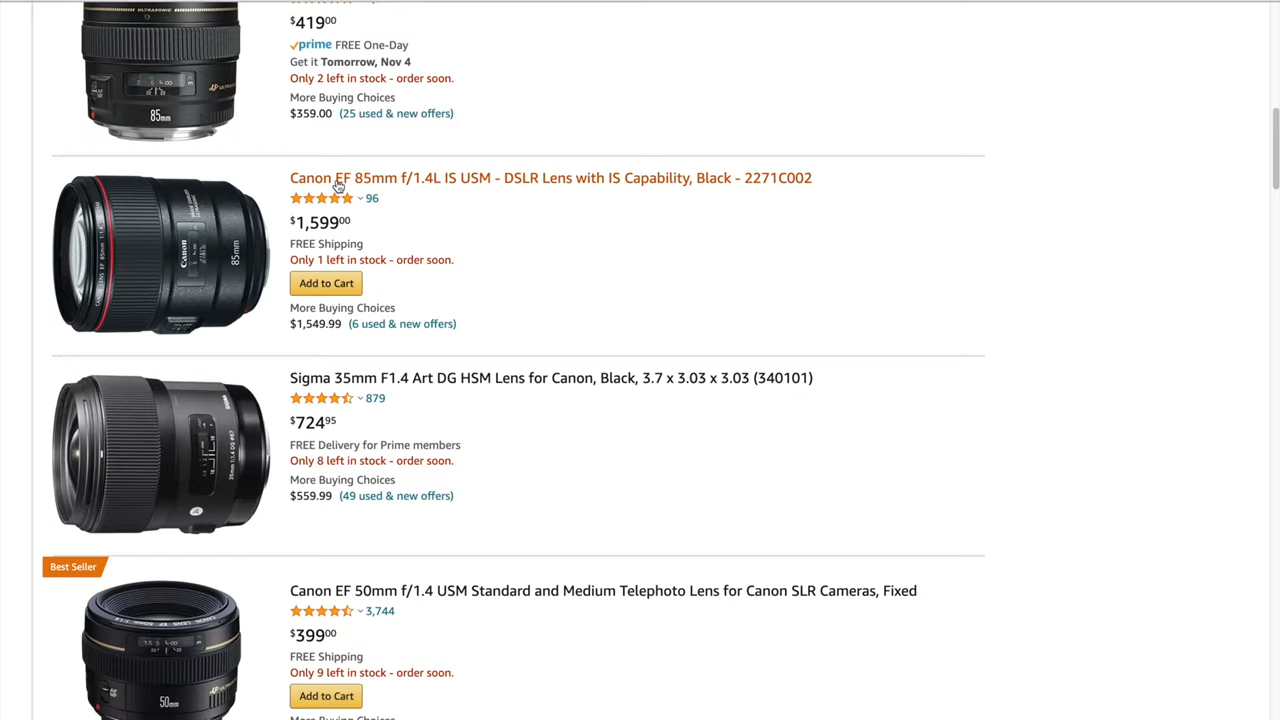 ULTRASONIC
$419.00
prime FREE One-Day
Get it Tomorrow, Nov 4
Only 2 left in stock - order soon.
More Buying Choices
$359.00 (25 used & new offers)
85mm
Canon EF 85mm f/1.4L IS USM - DSLR Lens with IS Capability, Black - 2271C002
96
$1,599.00
FREE Shipping
Only 1 left in stock - order soon.
Add to Cart
More Buying Choices
$1,549.99 (6 used & new offers)
Canon
85mm
Sigma 35mm F1.4 Art DG HSM Lens for Canon, Black, 3.7 x 3.03 x 3.03 (340101)
879
$724.95
FREE Delivery for Prime members
Only 8 left in stock - order soon.
More Buying Choices
$559.99 (49 used & new offers)
SIGMA
Best Seller
Canon EF 50mm f/1.4 USM Standard and Medium Telephoto Lens for Canon SLR Cameras, Fixed
3,744
$399.00
FREE Shipping
Only 9 left in stock - order soon.
Add to Cart
50mm